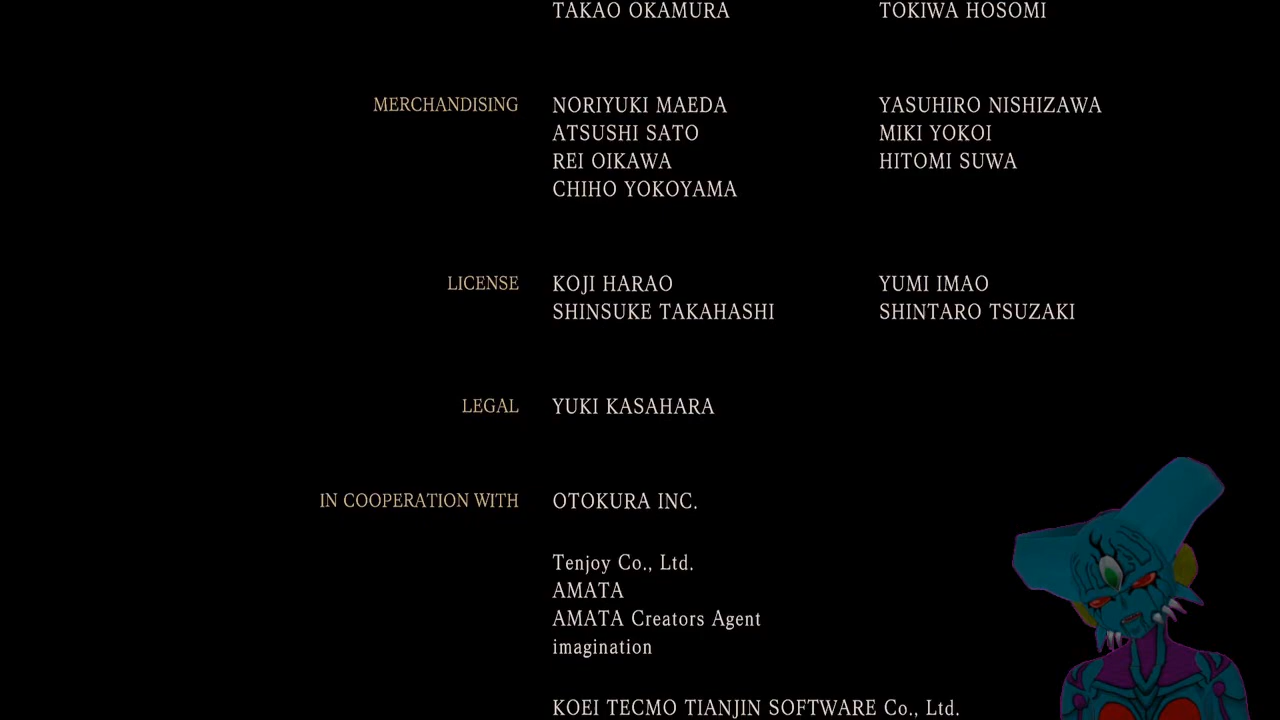 TAKAO OKAMURA TOKIWA HOSOMI
MERCHANDISING NORIYUKI MAEDA YASUHIRO NISHIZAWA
ATSUSHI SATO MIKI YOKOI
REI OIKAWA HITOMI SUWA
CHIHO YOKOYAMA
LICENSE KOJI HARAO YUMI IMAO
SHINSUKE TAKAHASHI SHINTARO TSUZAKI
LEGAL YUKI KASAHARA
IN COOPERATION WITH OTOKURA INC.
Tenjoy Co., Ltd.
AMATA
AMATA Creators Agent
imagination
KOEI TECMO TIANJIN SOFTWARE Co., Ltd.